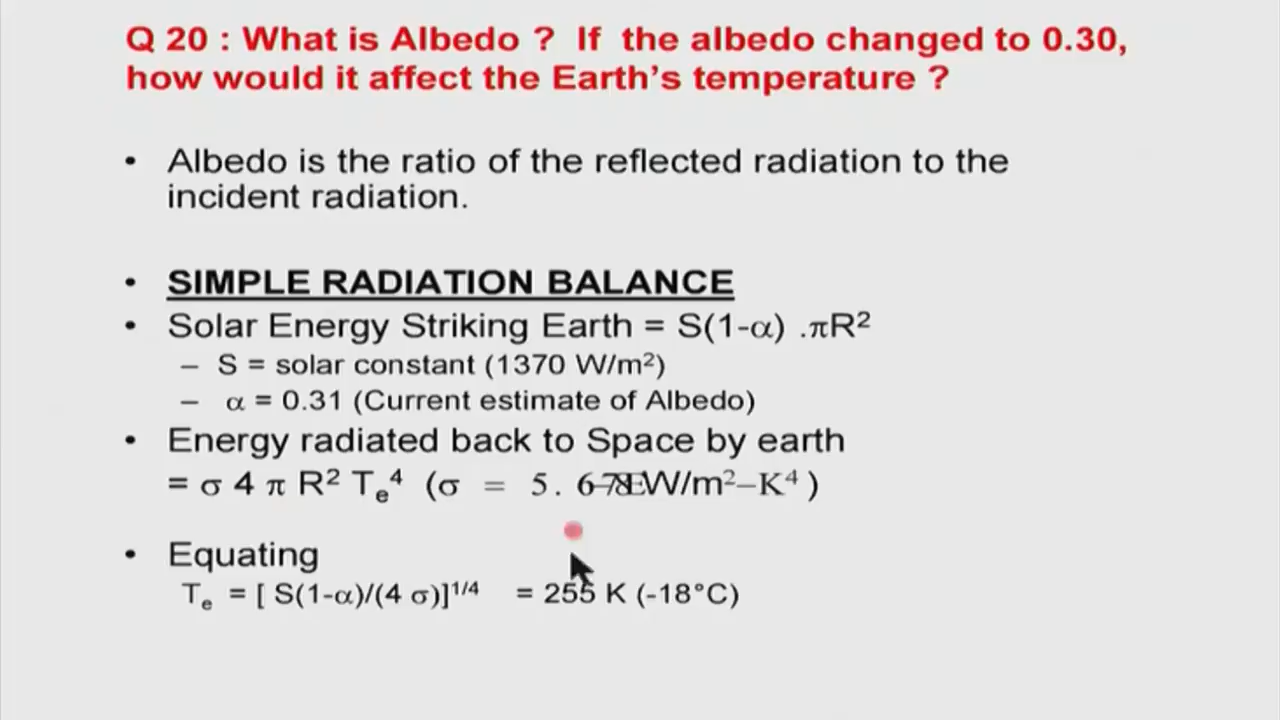 Q 20 : What is Albedo ? If the albedo changed to 0.30,
how would it affect the Earth's temperature ?
• Albedo is the ratio of the reflected radiation to the
incident radiation.
• SIMPLE RADIATION BALANCE
• Solar Energy Striking Earth = S(1-α) .πR²
– S = solar constant (1370 W/m²)
– α = 0.31 (Current estimate of Albedo)
• Energy radiated back to Space by earth
= σ 4 π R² Tₑ⁴ (σ = 5. 6 W/m²–K⁴ )
• Equating
Tₑ = [ S(1-α)/(4 σ)]¹/⁴ = 255 K (-18°C)